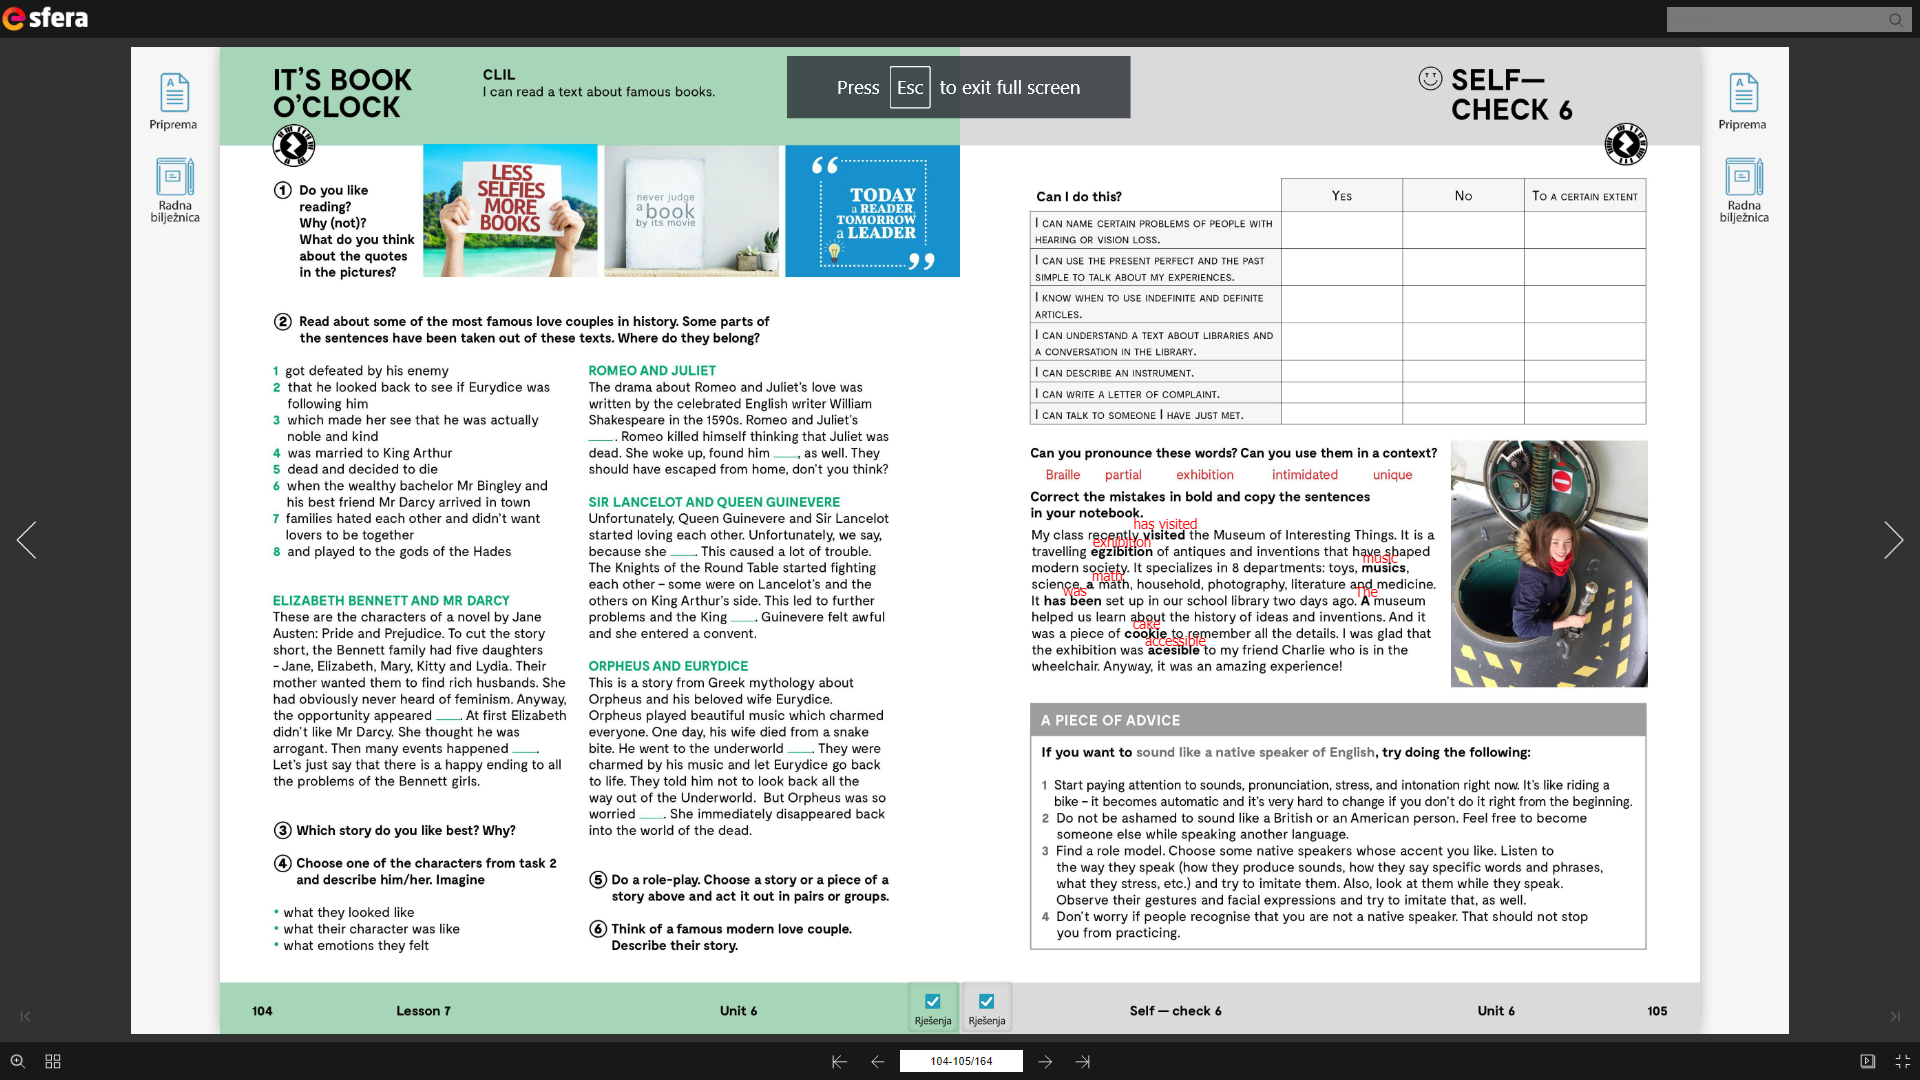 sfera
Priprema
Radna
bilježnica
IT'S BOOK
O'CLOCK
CLIL
I can read a text about famous books.
Press Esc to exit full screen
1 Do you like
reading?
Why (not)?
What do you think
about the quotes
in the pictures?
LESS
SELFIES
MORE
BOOKS
never judge
a book
by its movie
“
TODAY
a READER,
TOMORROW
a LEADER
”
2 Read about some of the most famous love couples in history. Some parts of
the sentences have been taken out of these texts. Where do they belong?
1 got defeated by his enemy
2 that he looked back to see if Eurydice was
following him
3 which made her see that he was actually
noble and kind
4 was married to King Arthur
5 dead and decided to die
6 when the wealthy bachelor Mr Bingley and
his best friend Mr Darcy arrived in town
7 families hated each other and didn't want
lovers to be together
8 and played to the gods of the Hades
ELIZABETH BENNETT AND MR DARCY
These are the characters of a novel by Jane
Austen: Pride and Prejudice. To cut the story
short, the Bennett family had five daughters
– Jane, Elizabeth, Mary, Kitty and Lydia. Their
mother wanted them to find rich husbands. She
had obviously never heard of feminism. Anyway,
the opportunity appeared ___. At first Elizabeth
didn't like Mr Darcy. She thought he was
arrogant. Then many events happened ___.
Let's just say that there is a happy ending to all
the problems of the Bennett girls.
3 Which story do you like best? Why?
4 Choose one of the characters from task 2
and describe him/her. Imagine
• what they looked like
• what their character was like
• what emotions they felt
ROMEO AND JULIET
The drama about Romeo and Juliet's love was
written by the celebrated English writer William
Shakespeare in the 1590s. Romeo and Juliet's
___. Romeo killed himself thinking that Juliet was
dead. She woke up, found him ___, as well. They
should have escaped from home, don't you think?
SIR LANCELOT AND QUEEN GUINEVERE
Unfortunately, Queen Guinevere and Sir Lancelot
started loving each other. Unfortunately, we say,
because she ___. This caused a lot of trouble.
The Knights of the Round Table started fighting
each other – some were on Lancelot's and the
others on King Arthur's side. This led to further
problems and the King ___. Guinevere felt awful
and she entered a convent.
ORPHEUS AND EURYDICE
This is a story from Greek mythology about
Orpheus and his beloved wife Eurydice.
Orpheus played beautiful music which charmed
everyone. One day, his wife died from a snake
bite. He went to the underworld ___. They were
charmed by his music and let Eurydice go back
to life. They told him not to look back all the
way out of the Underworld. But Orpheus was so
worried ___. She immediately disappeared back
into the world of the dead.
5 Do a role-play. Choose a story or a piece of a
story above and act it out in pairs or groups.
6 Think of a famous modern love couple.
Describe their story.
104 Lesson 7 Unit 6
Rješenja
SELF—
CHECK 6
Priprema
Radna
bilježnica
Can I do this? YES NO TO A CERTAIN EXTENT
I CAN NAME CERTAIN PROBLEMS OF PEOPLE WITH
HEARING OR VISION LOSS.
I CAN USE THE PRESENT PERFECT AND THE PAST
SIMPLE TO TALK ABOUT MY EXPERIENCES.
I KNOW WHEN TO USE INDEFINITE AND DEFINITE
ARTICLES.
I CAN UNDERSTAND A TEXT ABOUT LIBRARIES AND
A CONVERSATION IN THE LIBRARY.
I CAN DESCRIBE AN INSTRUMENT.
I CAN WRITE A LETTER OF COMPLAINT.
I CAN TALK TO SOMEONE I HAVE JUST MET.
Can you pronounce these words? Can you use them in a context?
Braille partial exhibition intimidated unique
Correct the mistakes in bold and copy the sentences
in your notebook.
has visited
My class recently visited the Museum of Interesting Things. It is a
exhibition
travelling egzibition of antiques and inventions that have shaped
music
modern society. It specializes in 8 departments: toys, musics,
math
science, a math, household, photography, literature and medicine.
was The
It has been set up in our school library two days ago. A museum
helped us learn about the history of ideas and inventions. And it
cake
was a piece of cookie to remember all the details. I was glad that
accessible
the exhibition was acesible to my friend Charlie who is in the
wheelchair. Anyway, it was an amazing experience!
A PIECE OF ADVICE
If you want to sound like a native speaker of English, try doing the following:
1 Start paying attention to sounds, pronunciation, stress, and intonation right now. It's like riding a
bike – it becomes automatic and it's very hard to change if you don't do it right from the beginning.
2 Do not be ashamed to sound like a British or an American person. Feel free to become
someone else while speaking another language.
3 Find a role model. Choose some native speakers whose accent you like. Listen to
the way they speak (how they produce sounds, how they say specific words and phrases,
what they stress, etc.) and try to imitate them. Also, look at them while they speak.
Observe their gestures and facial expressions and try to imitate that, as well.
4 Don't worry if people recognise that you are not a native speaker. That should not stop
you from practicing.
Rješenja
Self — check 6 Unit 6 105
104-105/164